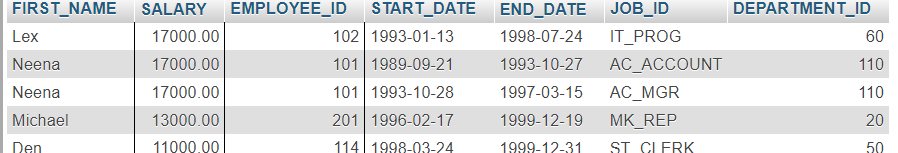 FIRST_NAME SALARY EMPLOYEE_ID START_DATE END_DATE JOB_ID DEPARTMENT_ID
Lex 17000.00 102 1993-01-13 1998-07-24 IT_PROG 60
Neena 17000.00 101 1989-09-21 1993-10-27 AC_ACCOUNT 110
Neena 17000.00 101 1993-10-28 1997-03-15 AC_MGR 110
Michael 13000.00 201 1996-02-17 1999-12-19 MK_REP 20
Den 11000.00 114 1998-03-24 1999-12-31 ST_CLERK 50